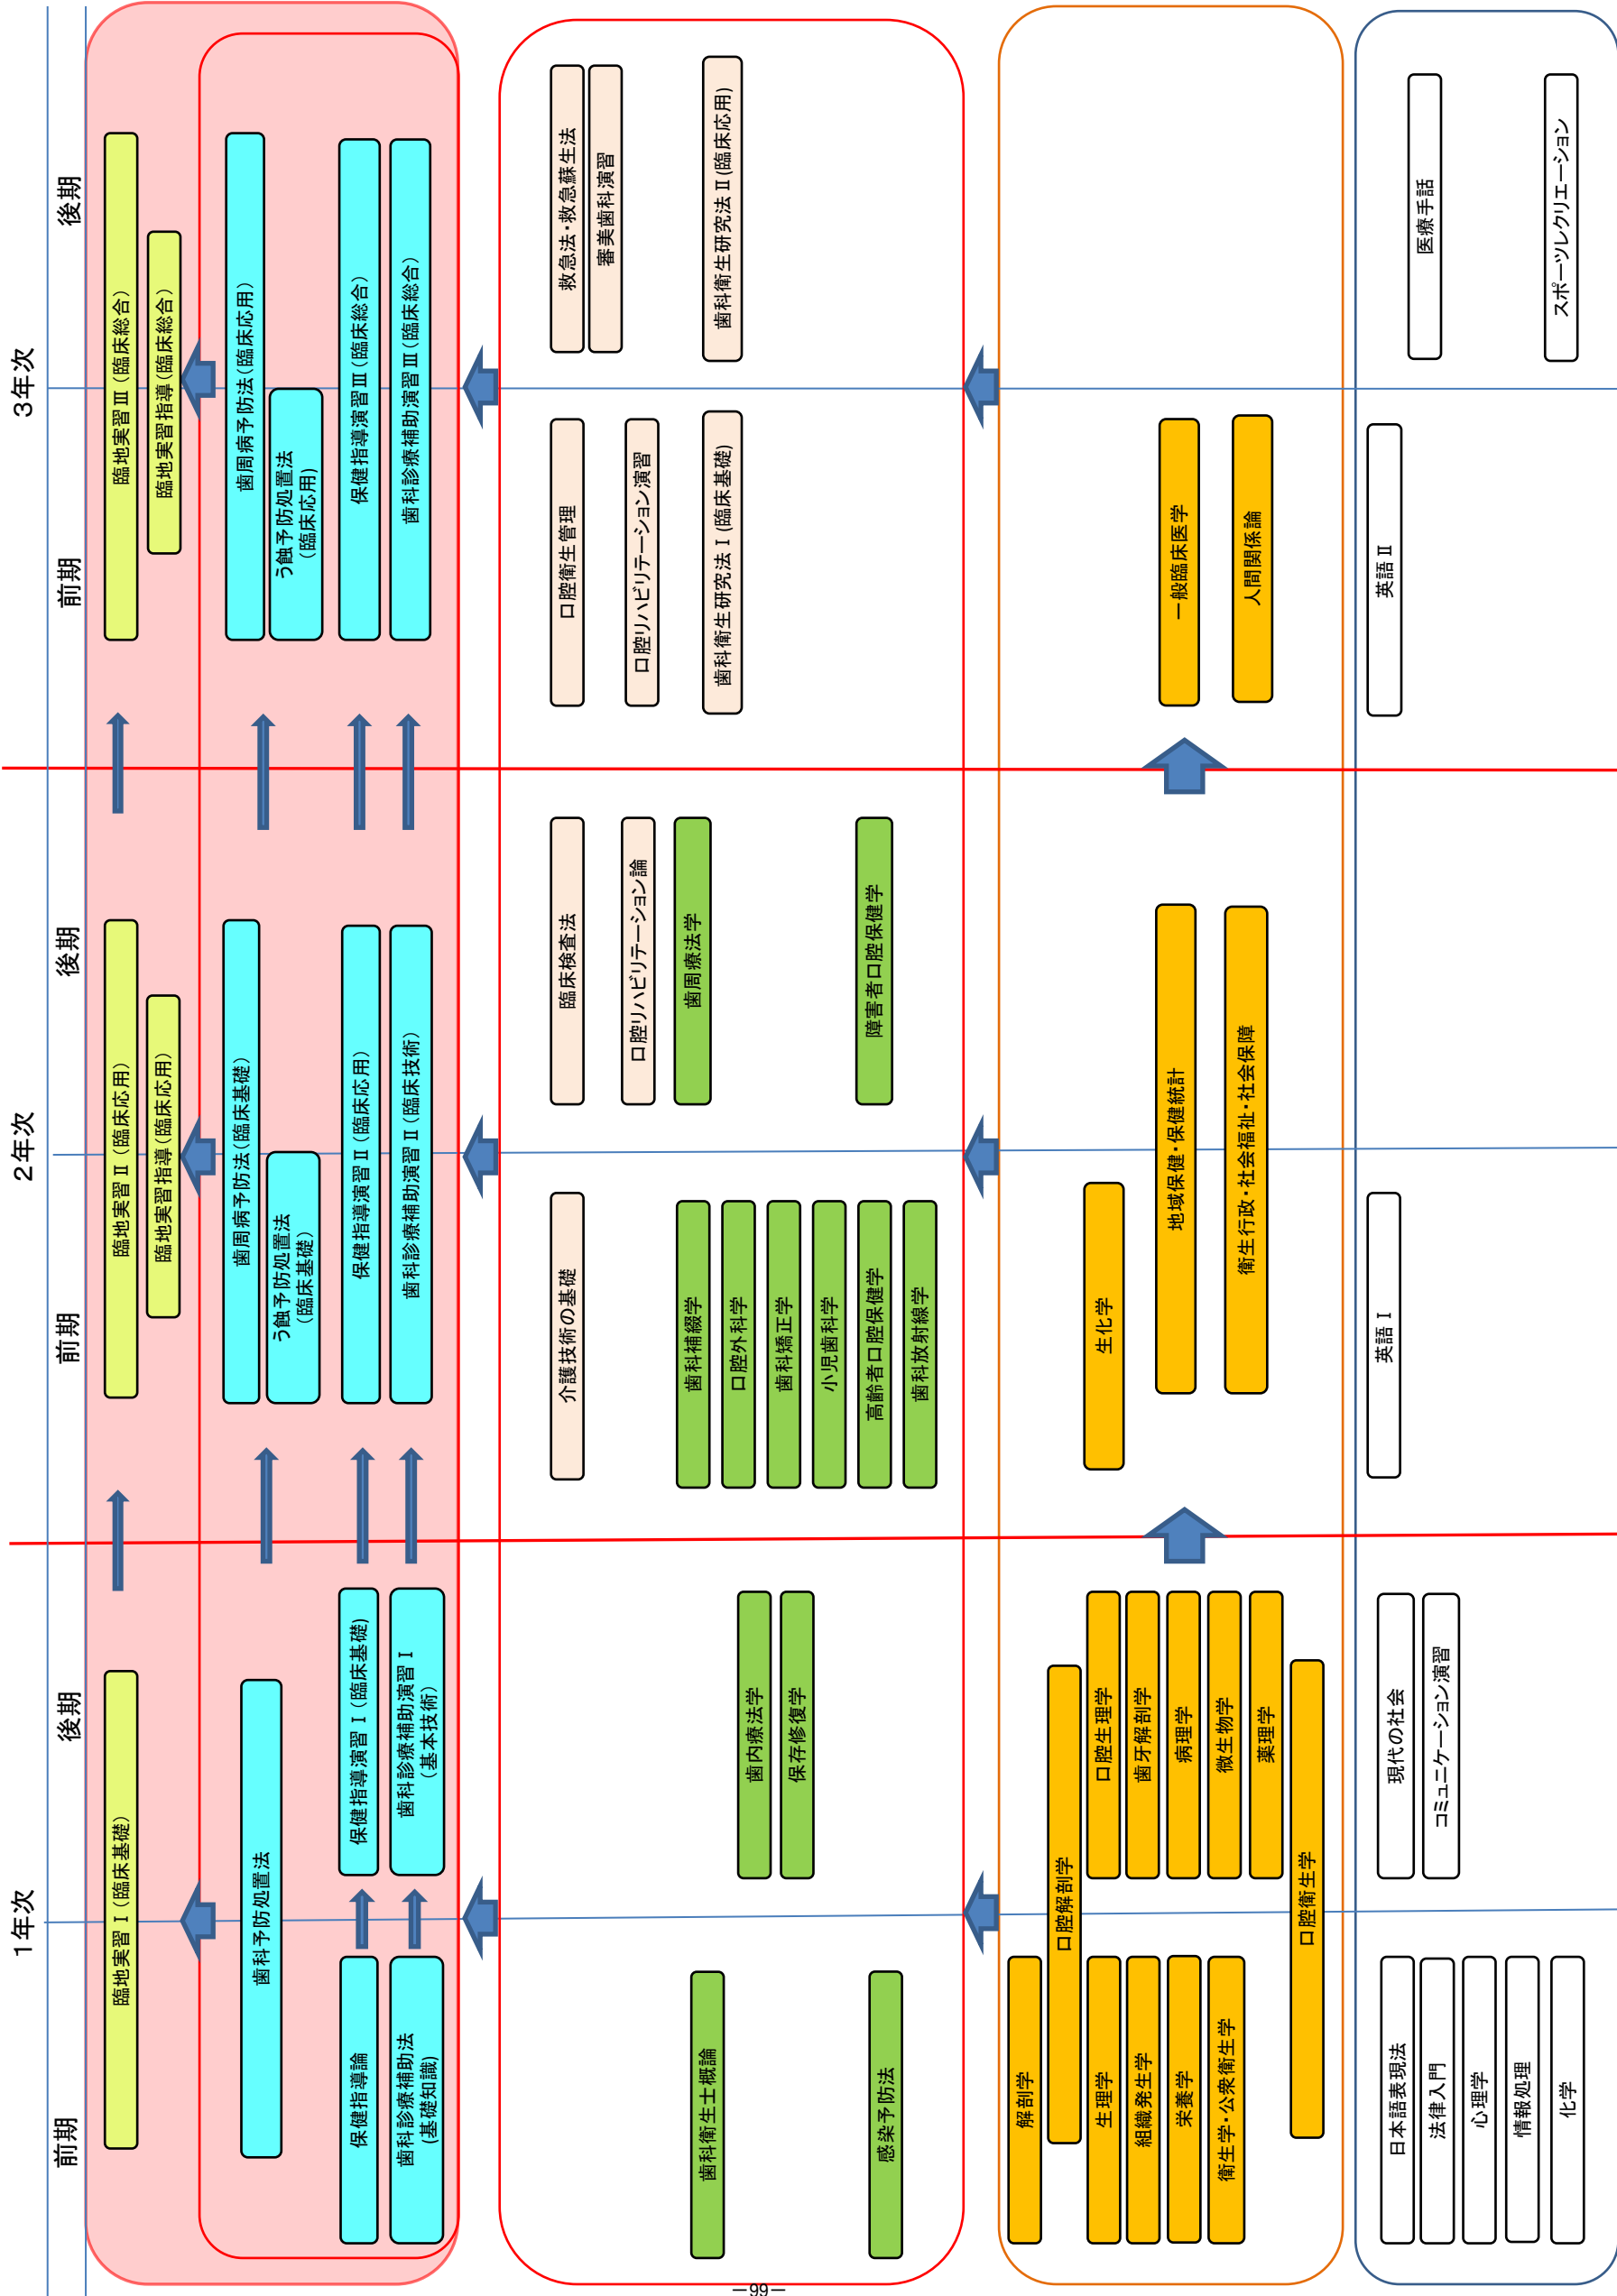 1年次
2年次
3年次
前期
後期
前期
後期
前期
後期
臨地実習Ⅰ(臨床基礎)
臨地実習Ⅱ(臨床応用)
臨地実習指導(臨床応用)
臨地実習Ⅲ(臨床総合)
臨地実習指導(臨床総合)
歯科予防処置法
歯周病予防法(臨床基礎)
う蝕予防処置法
(臨床基礎)
歯周病予防法(臨床応用)
う蝕予防処置法
(臨床応用)
保健指導論
保健指導演習Ⅰ(臨床基礎)
保健指導演習Ⅱ(臨床応用)
保健指導演習Ⅲ(臨床総合)
歯科診療補助法
(基礎知識)
歯科診療補助演習Ⅰ
(基本技術)
歯科診療補助演習Ⅱ(臨床技術)
歯科診療補助演習Ⅲ(臨床総合)
介護技術の基礎
臨床検査法
口腔衛生管理
救急法・救急蘇生法
審美歯科演習
口腔リハビリテーション論
口腔リハビリテーション演習
歯科衛生研究法Ⅰ(臨床基礎)
歯科衛生研究法Ⅱ(臨床応用)
歯科衛生士概論
感染予防法
歯内療法学
保存修復学
歯科補綴学
口腔外科学
歯科矯正学
小児歯科学
高齢者口腔保健学
歯科放射線学
歯周療法学
障害者口腔保健学
解剖学
口腔解剖学
生理学
組織発生学
栄養学
衛生学・公衆衛生学
口腔衛生学
口腔生理学
歯牙解剖学
病理学
微生物学
薬理学
生化学
地域保健・保健統計
衛生行政・社会福祉・社会保障
一般臨床医学
人間関係論
日本語表現法
法律入門
心理学
情報処理
化学
現代の社会
コミュニケーション演習
英語Ⅰ
英語Ⅱ
医療手話
スポーツレクリエーション
－99－